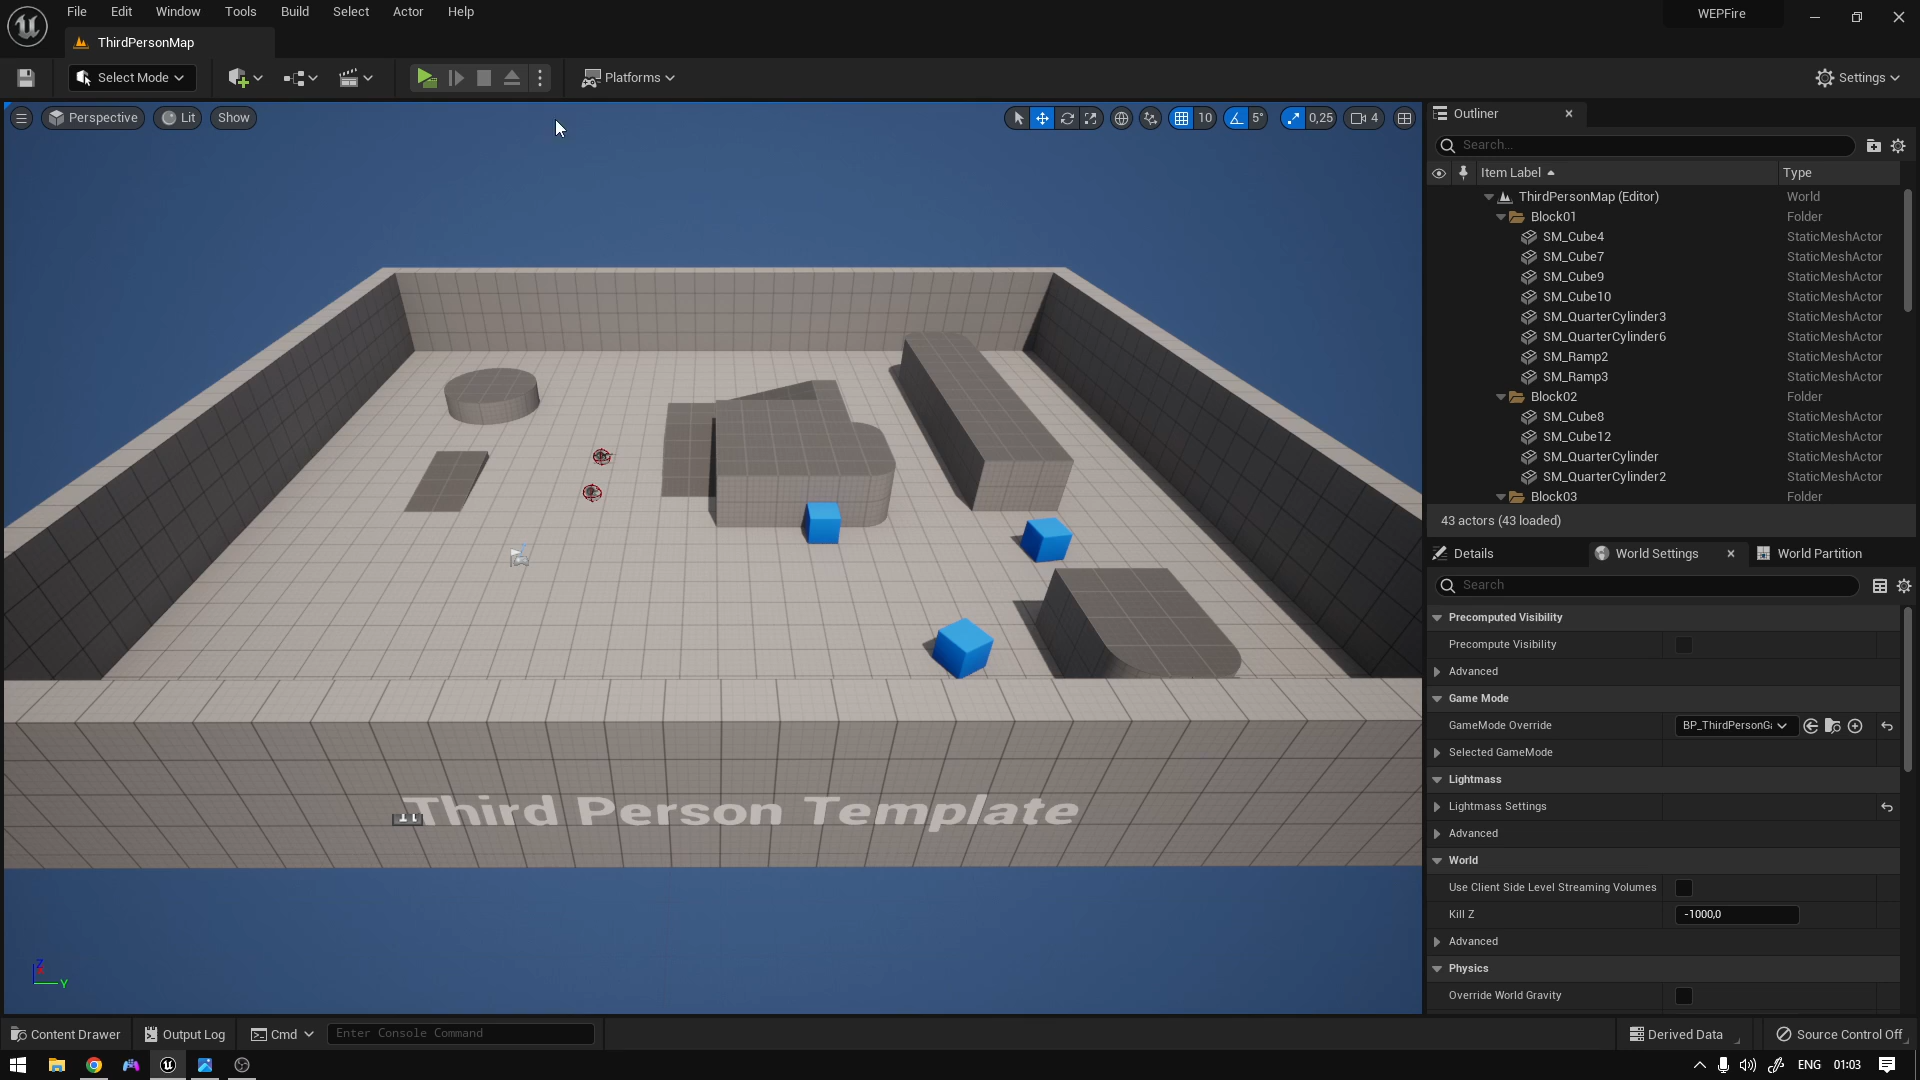 File Edit Window Tools Build Select Actor Help
WEPFire
ThirdPersonMap
Select Mode
Platforms
Settings
Perspective
Lit
Show
10
5°
0,25
4
Outliner
Search...
Item Label Type
ThirdPersonMap (Editor) World
Block01 Folder
SM_Cube4 StaticMeshActor
SM_Cube7 StaticMeshActor
SM_Cube9 StaticMeshActor
SM_Cube10 StaticMeshActor
SM_QuarterCylinder3 StaticMeshActor
SM_QuarterCylinder6 StaticMeshActor
SM_Ramp2 StaticMeshActor
SM_Ramp3 StaticMeshActor
Block02 Folder
SM_Cube8 StaticMeshActor
SM_Cube12 StaticMeshActor
SM_QuarterCylinder StaticMeshActor
SM_QuarterCylinder2 StaticMeshActor
Block03 Folder
43 actors (43 loaded)
Details World Settings World Partition
Search
Precomputed Visibility
Precompute Visibility
Advanced
Game Mode
GameMode Override BP_ThirdPersonGa
Selected GameMode
Lightmass
Lightmass Settings
Advanced
World
Use Client Side Level Streaming Volumes
Kill Z -1000,0
Advanced
Physics
Override World Gravity
Third Person Template
Z
Y
Content Drawer
Output Log
Cmd
Enter Console Command
Derived Data
Source Control Off
ENG 01:03